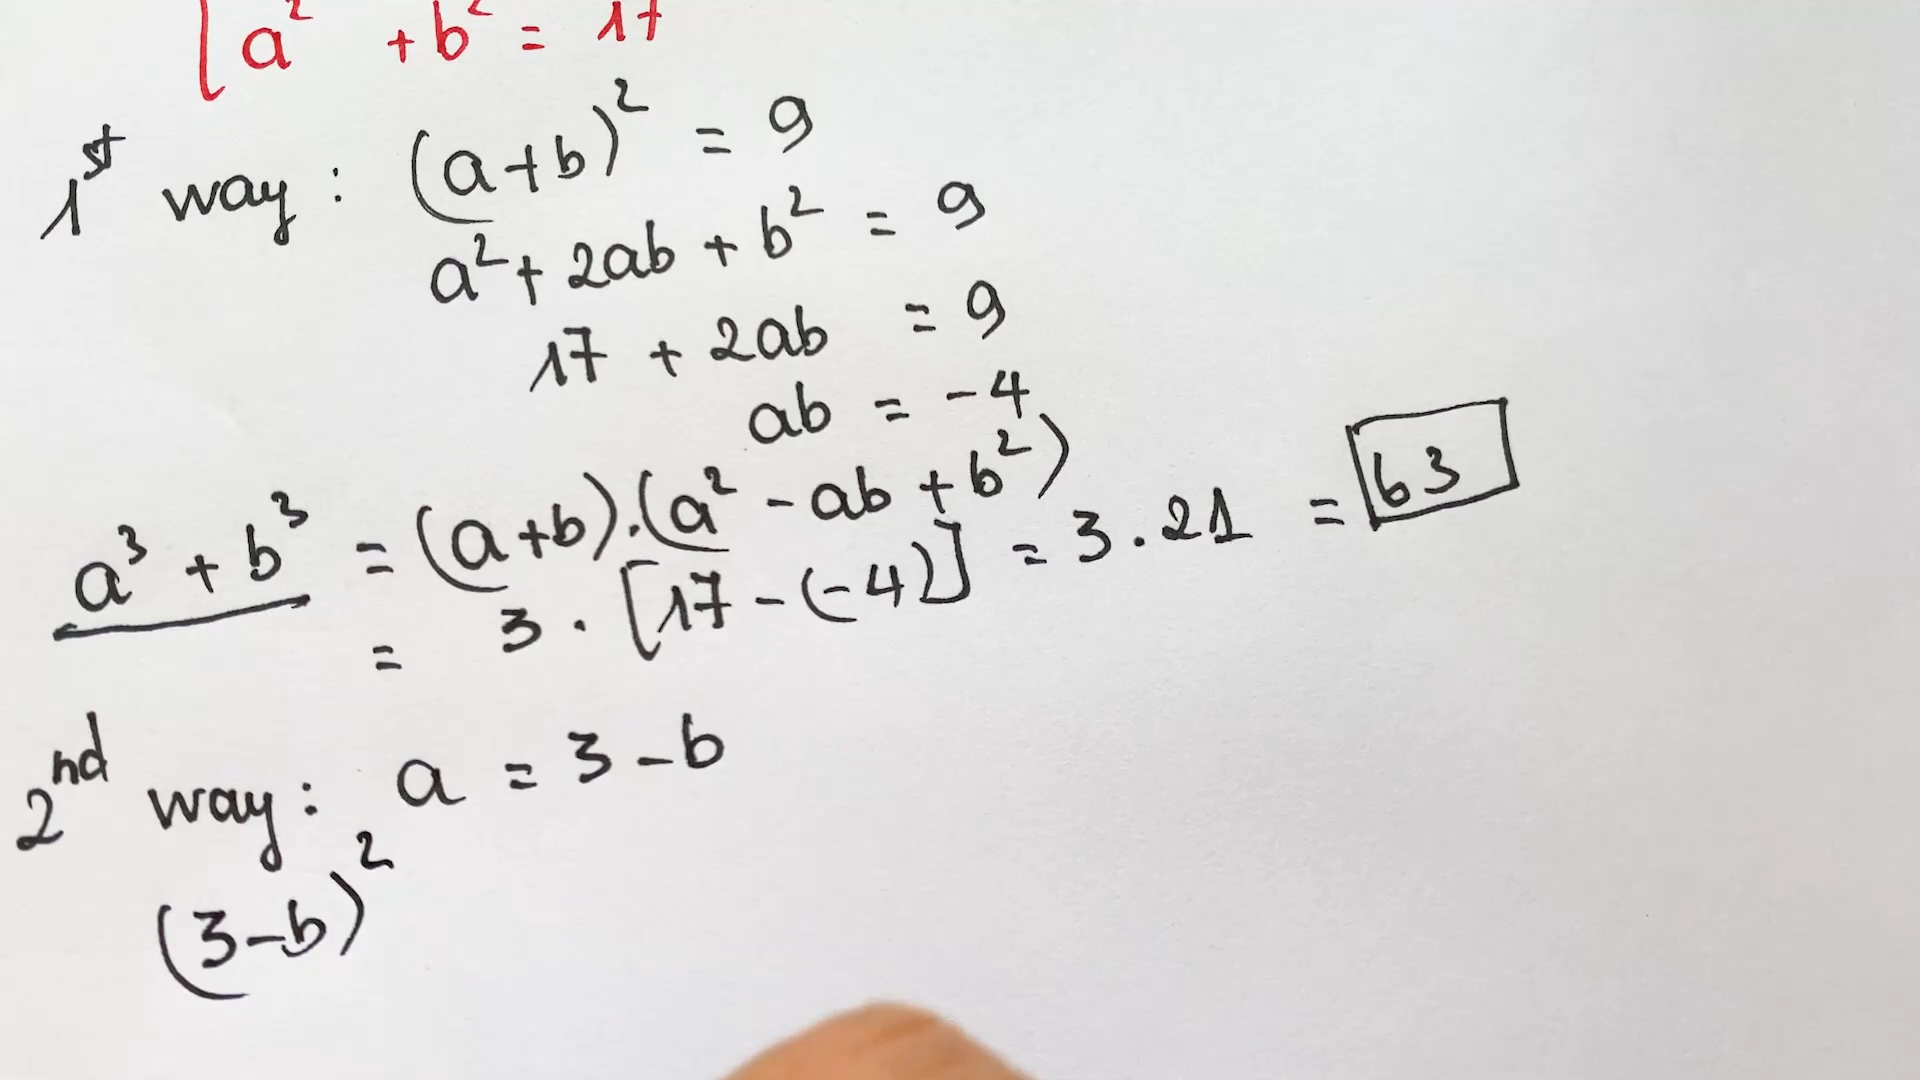 a² + b² = 17
1st way : (a+b)² = 9
a² + 2ab + b² = 9
17 + 2ab = 9
ab = -4
a³ + b³ = (a+b).(a² - ab + b²)
= 3 . [17 - (-4)] = 3 . 21 = 63
2nd way : a = 3 - b
(3-b)²